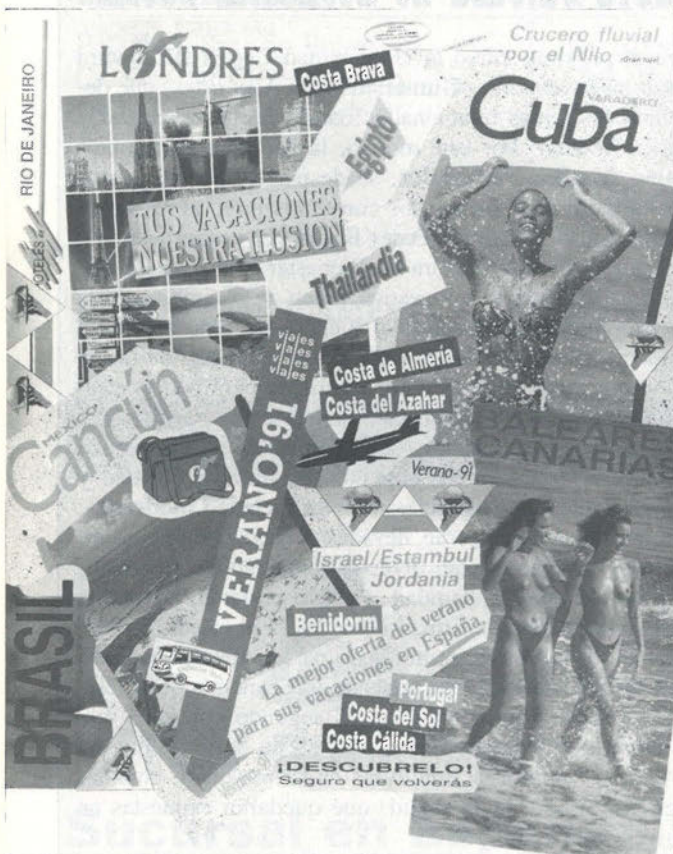 Crucero fluvial
por el Nilo
LONDRES
Costa Brava
RIO DE JANEIRO
VARADERO
Cuba
Egipto
TUS VACACIONES,
NUESTRA ILUSION
Thailandia
viajes
viajes
viajes
viajes
Costa de Almería
Costa del Azahar
MEXICO
Cancún
VERANO'91
Verano-91
BALEARES
CANARIAS
Israel/Estambul
Jordania
BRASIL
Benidorm
La mejor oferta del verano
para sus vacaciones en España.
Portugal
Costa del Sol
Costa Cálida
Verano-91
¡DESCUBRELO!
Seguro que volverás